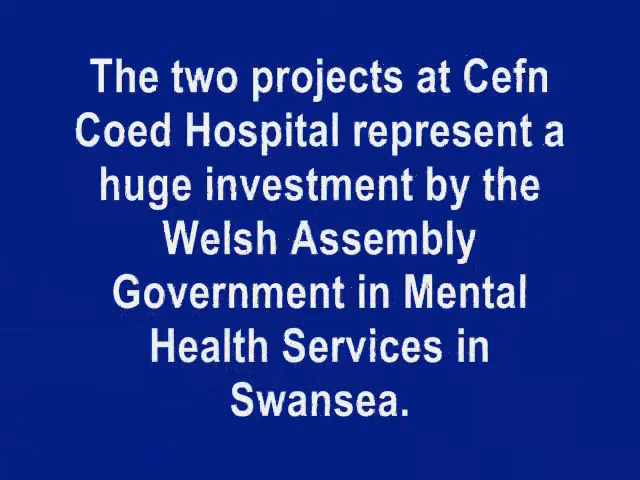 The two projects at Cefn
Coed Hospital represent a
huge investment by the
Welsh Assembly
Government in Mental
Health Services in
Swansea.